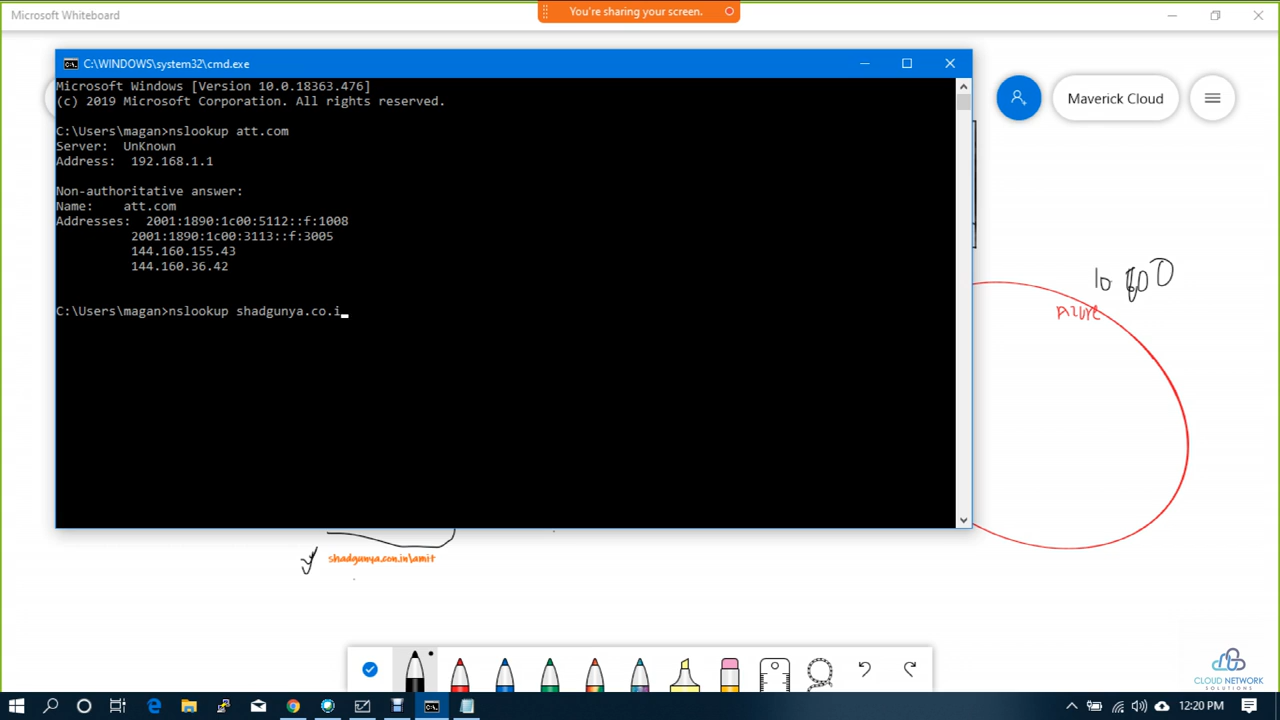 Microsoft Whiteboard
You're sharing your screen.
C:\WINDOWS\system32\cmd.exe
Microsoft Windows [Version 10.0.18363.476]
(c) 2019 Microsoft Corporation. All rights reserved.
C:\Users\magan>nslookup att.com
Server:  UnKnown
Address:  192.168.1.1
Non-authoritative answer:
Name:    att.com
Addresses:  2001:1890:1c00:5112::f:1008
2001:1890:1c00:3113::f:3005
144.160.155.43
144.160.36.42
C:\Users\magan>nslookup shadgunya.co.i_
Maverick Cloud
Azure
shadgunya.com.in\amit
CLOUD NETWORK
SOLUTIONS
12:20 PM